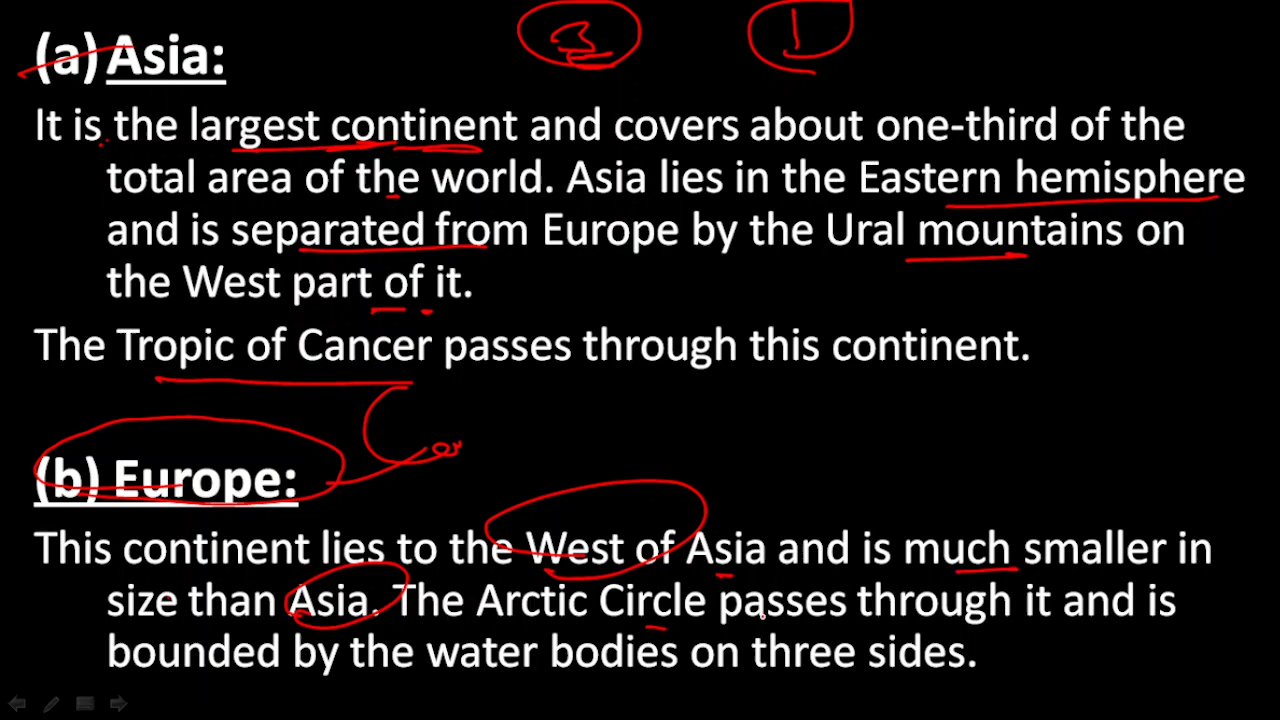 3 1
(a) Asia:
It is the largest continent and covers about one-third of the
total area of the world. Asia lies in the Eastern hemisphere
and is separated from Europe by the Ural mountains on
the West part of it.
The Tropic of Cancer passes through this continent.
(b) Europe:
This continent lies to the West of Asia and is much smaller in
size than Asia. The Arctic Circle passes through it and is
bounded by the water bodies on three sides.